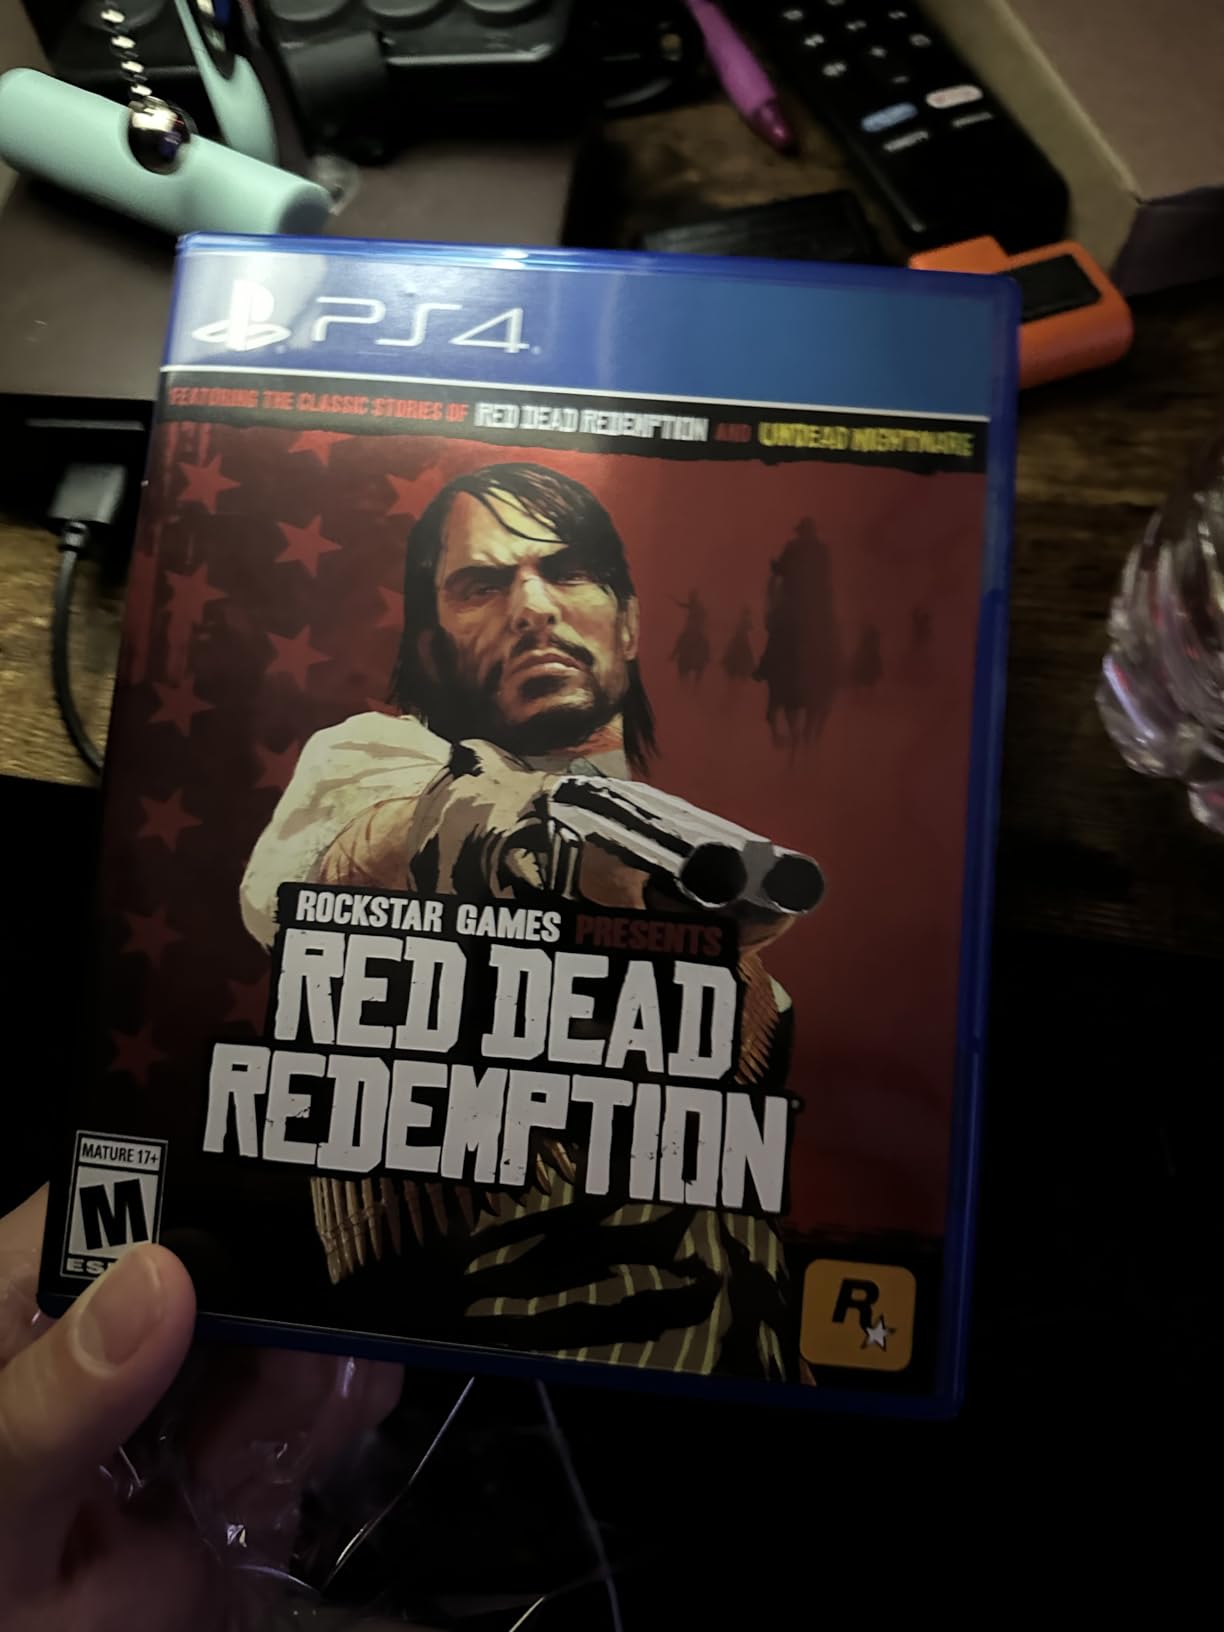 PS4
FEATURING THE CLASSIC STORIES OF RED DEAD REDEMPTION AND UNDEAD NIGHTMARE
ROCKSTAR GAMES PRESENTS
RED DEAD
REDEMPTION
MATURE 17+
M
R